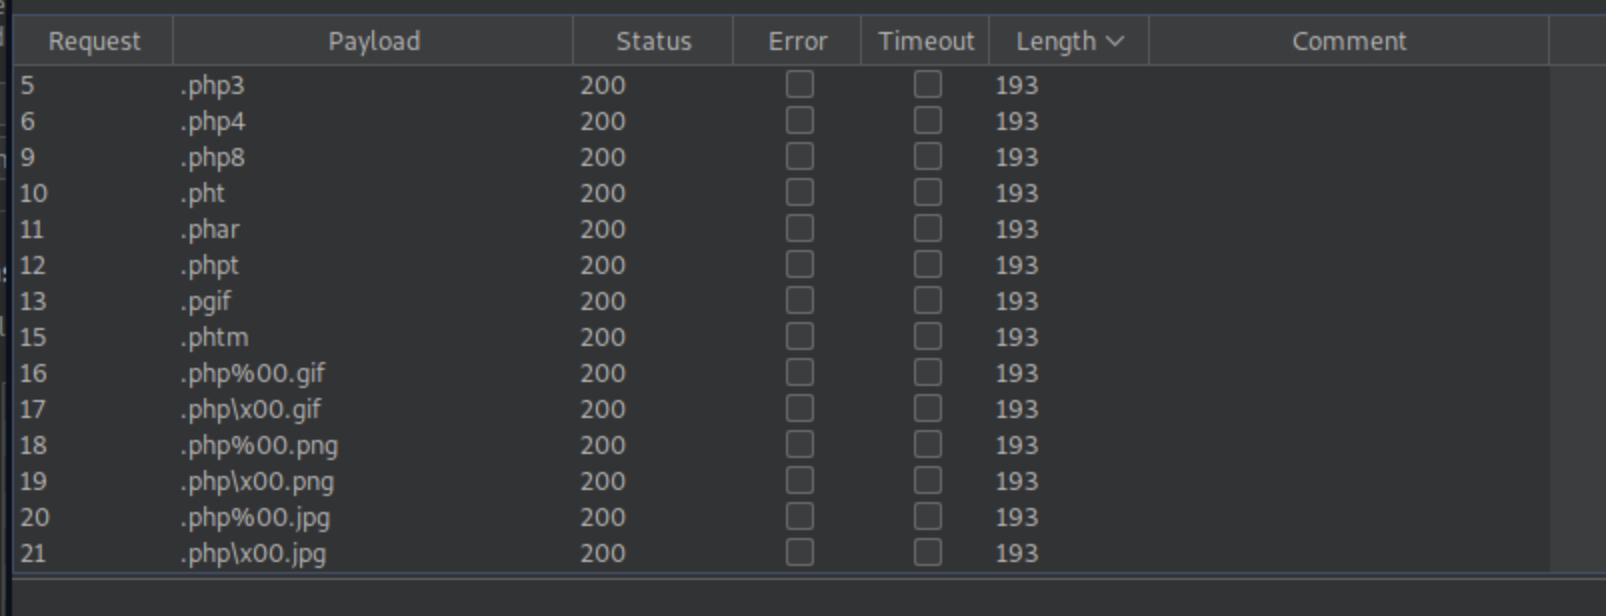 Request Payload Status Error Timeout Length Comment
5 .php3 200 193
6 .php4 200 193
9 .php8 200 193
10 .pht 200 193
11 .phar 200 193
12 .phpt 200 193
13 .pgif 200 193
15 .phtm 200 193
16 .php%00.gif 200 193
17 .php\x00.gif 200 193
18 .php%00.png 200 193
19 .php\x00.png 200 193
20 .php%00.jpg 200 193
21 .php\x00.jpg 200 193